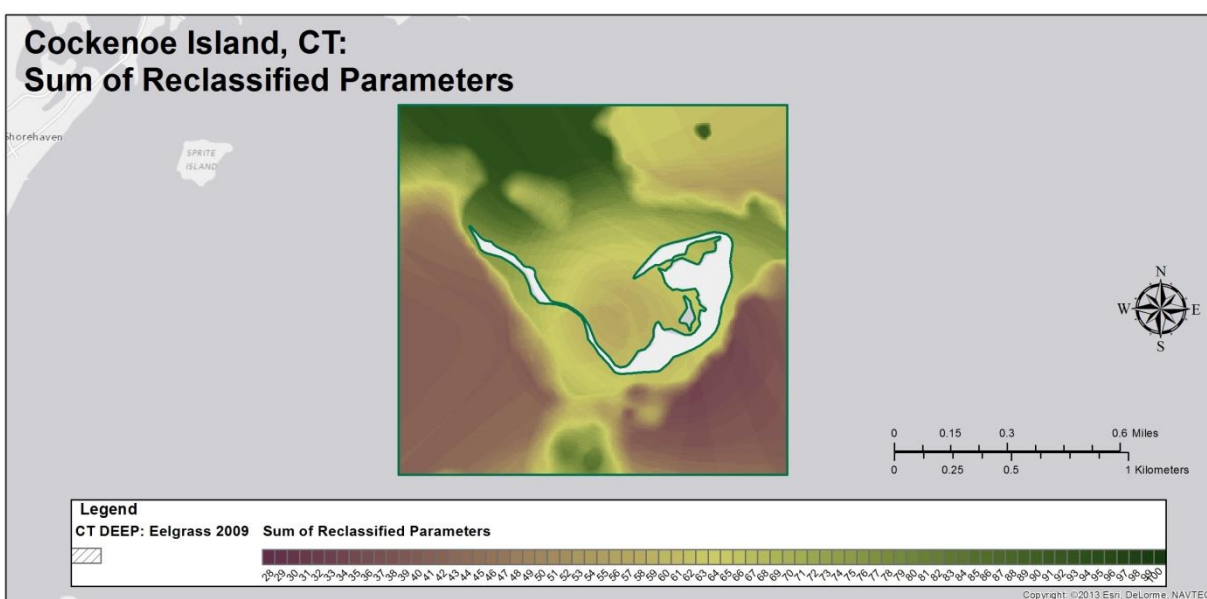 Cockenoe Island, CT:
Sum of Reclassified Parameters
Shorehaven
SPRITE
ISLAND
N
W E
S
0 0.15 0.3 0.6 Miles
0 0.25 0.5 1 Kilometers
Legend
CT DEEP: Eelgrass 2009 Sum of Reclassified Parameters
28 29 30 31 32 33 34 35 36 37 38 39 40 41 42 43 44 45 46 47 48 49 50 51 52 53 54 55 56 57 58 59 60 61 62 63 64 65 66 67 68 69 70 71 72 73 74 75 76 77 78 79 80 81 82 83 84 85 86 87 88 89 90 91 92 93 94 95 96 97 98 99 100
Copyright: ©2013 Esri, DeLorme, NAVTEQ